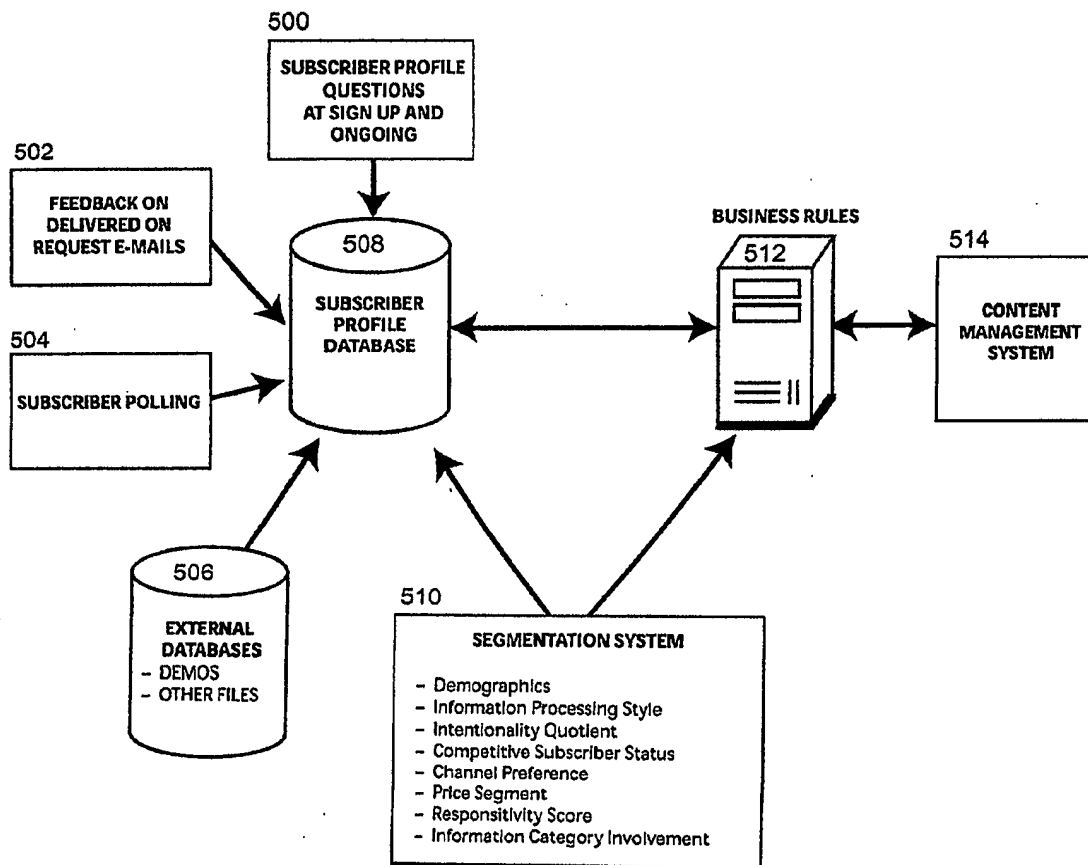 500
SUBSCRIBER PROFILE
QUESTIONS
AT SIGN UP AND
ONGOING
502
FEEDBACK ON
DELIVERED ON
REQUEST E-MAILS
504
SUBSCRIBER POLLING
508
SUBSCRIBER
PROFILE
DATABASE
BUSINESS RULES
512
514
CONTENT
MANAGEMENT
SYSTEM
506
EXTERNAL
DATABASES
– DEMOS
– OTHER FILES
510
SEGMENTATION SYSTEM
– Demographics
– Information Processing Style
– Intentionality Quotient
– Competitive Subscriber Status
– Channel Preference
– Price Segment
– Responsitivity Score
– Information Category Involvement